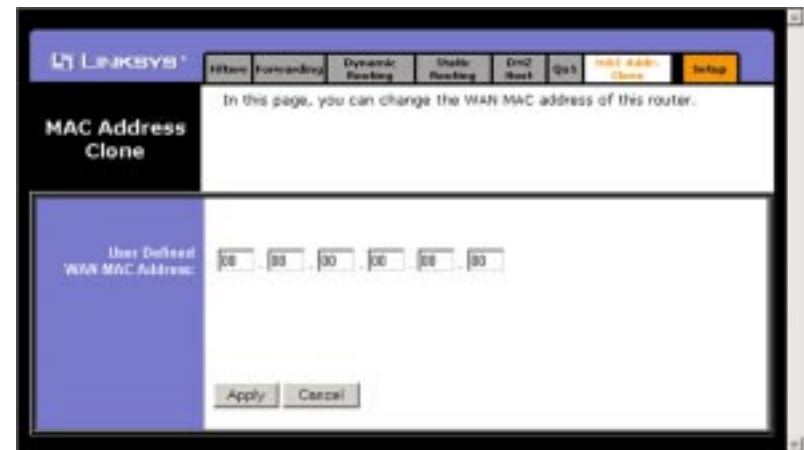 LINKSYS®
Filters Forwarding Dynamic Routing Static Routing DMZ Host QoS MAC Addr. Clone Setup
MAC Address Clone
In this page, you can change the WAN MAC address of this router.
User Defined
WAN MAC Address:
00 . 00 . 00 . 00 . 00 . 00
Apply Cancel